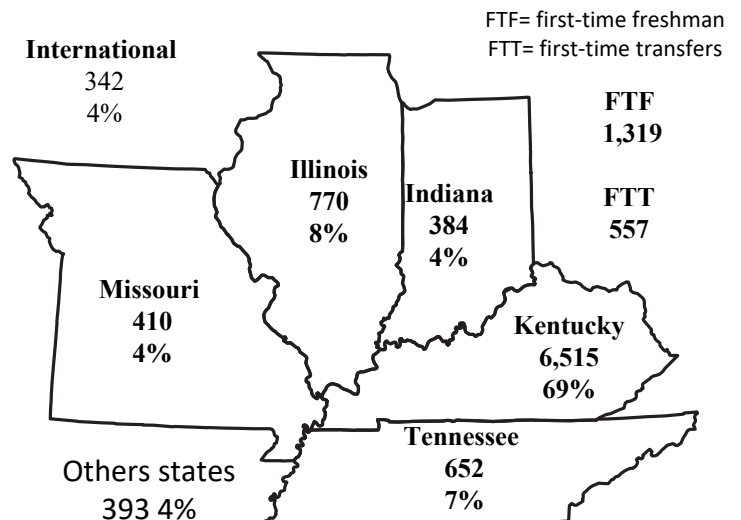 FTF= first-time freshman
FTT= first-time transfers
International
342
4%
FTF
1,319
Illinois
770
8%
Indiana
384
4%
FTT
557
Missouri
410
4%
Kentucky
6,515
69%
Tennessee
652
7%
Others states
393 4%